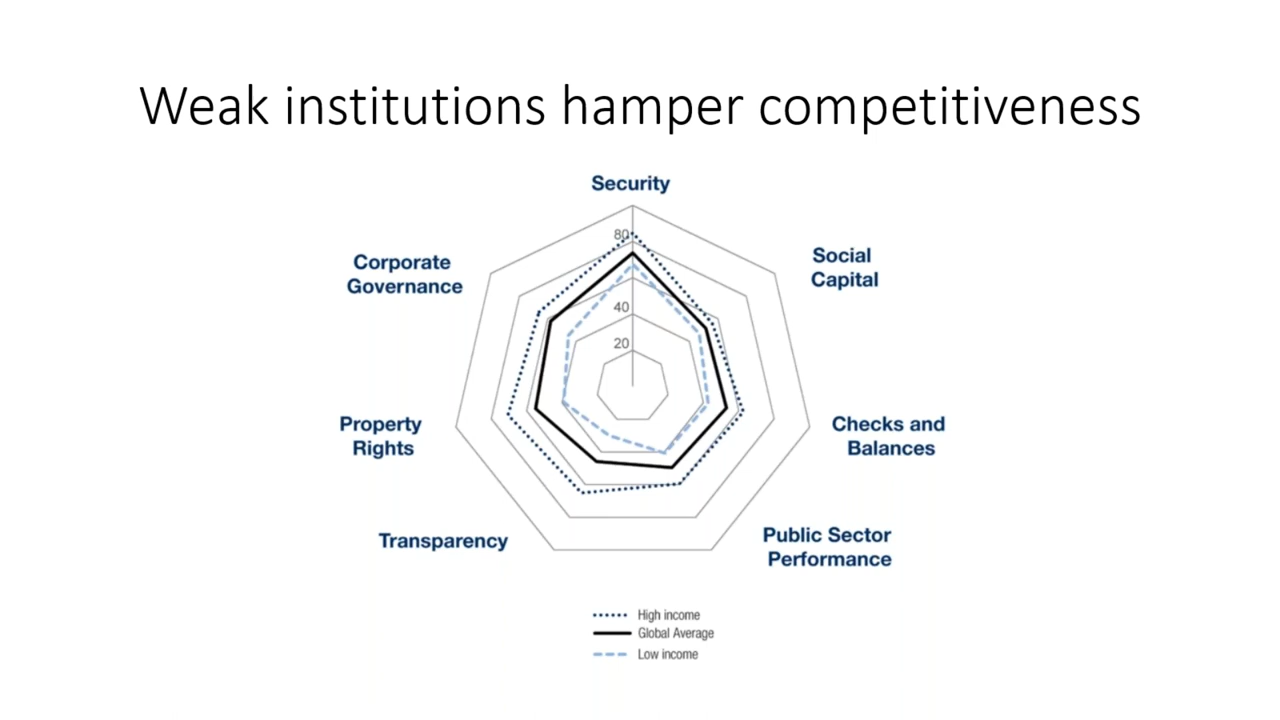 Weak institutions hamper competitiveness
Security
Corporate
Governance
Social
Capital
80
40
20
Property
Rights
Checks and
Balances
Transparency
Public Sector
Performance
High income
Global Average
Low income